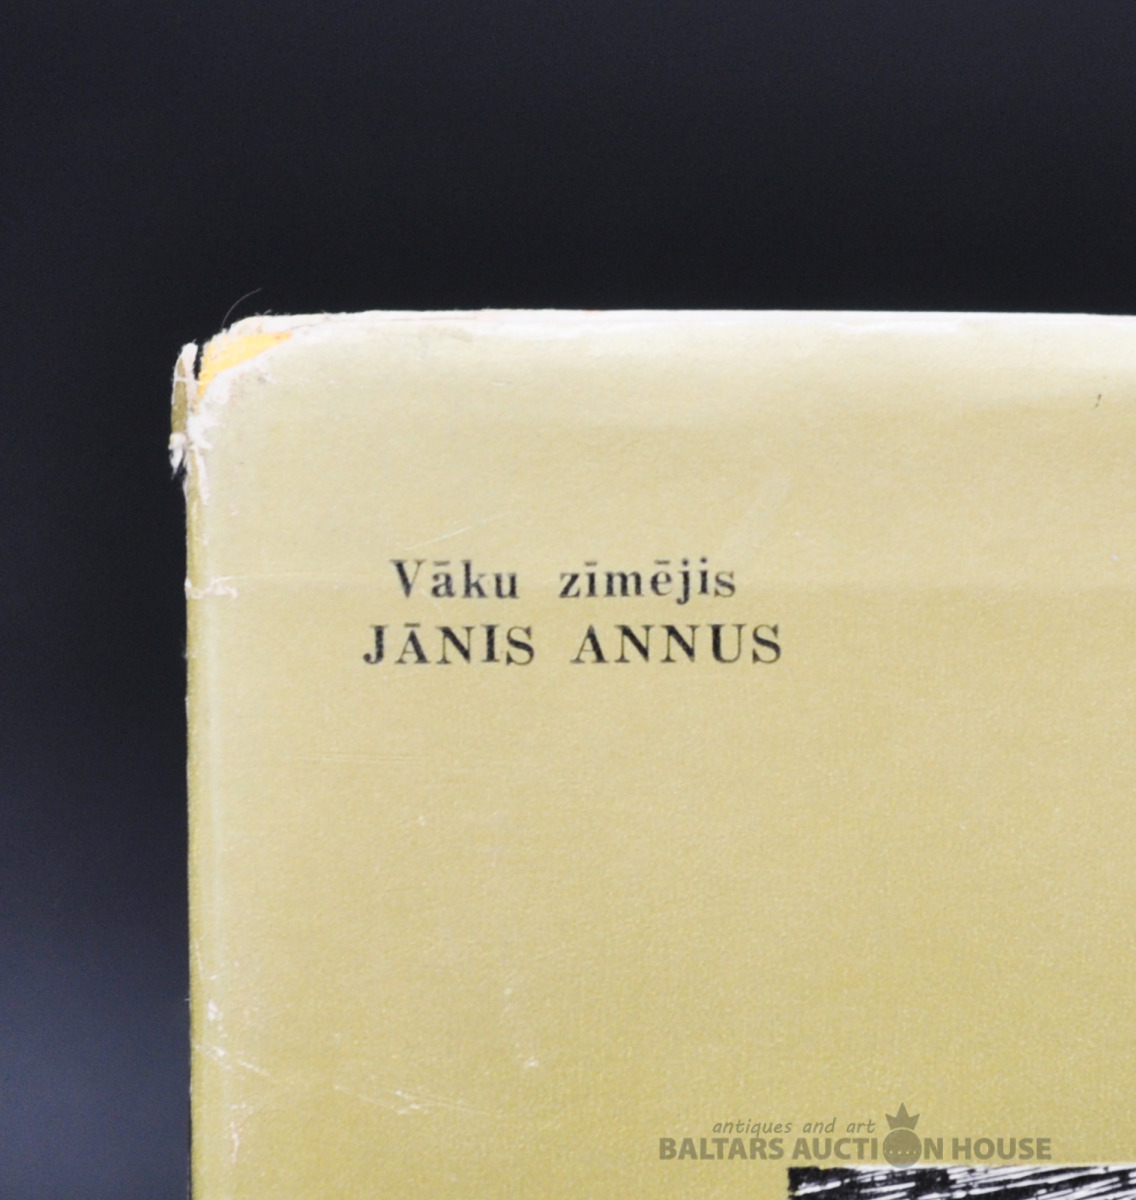 Vāku zīmējis
JĀNIS ANNUS
antiques and art
BALTARS AUCTION HOUSE